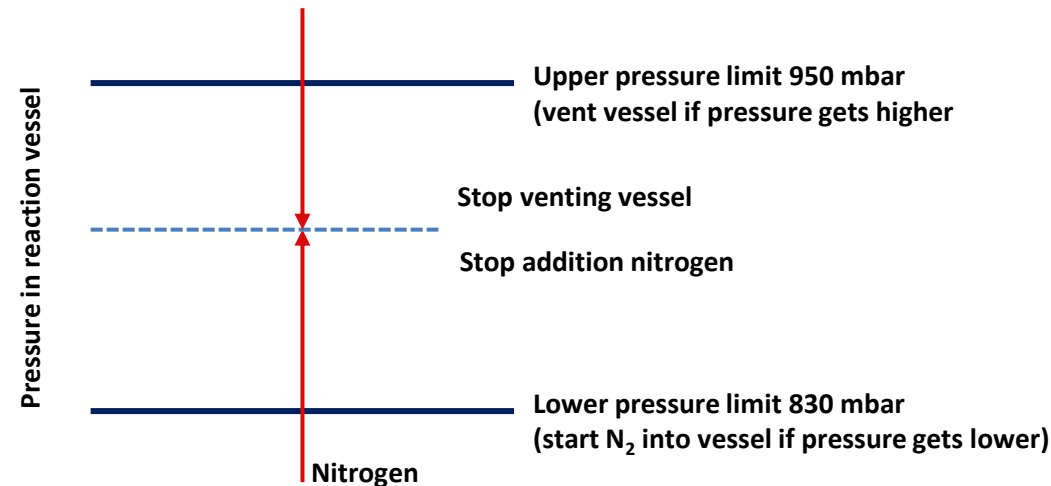 Pressure in reaction vessel
Upper pressure limit 950 mbar
(vent vessel if pressure gets higher
Stop venting vessel
Stop addition nitrogen
Lower pressure limit 830 mbar
(start N₂ into vessel if pressure gets lower)
Nitrogen